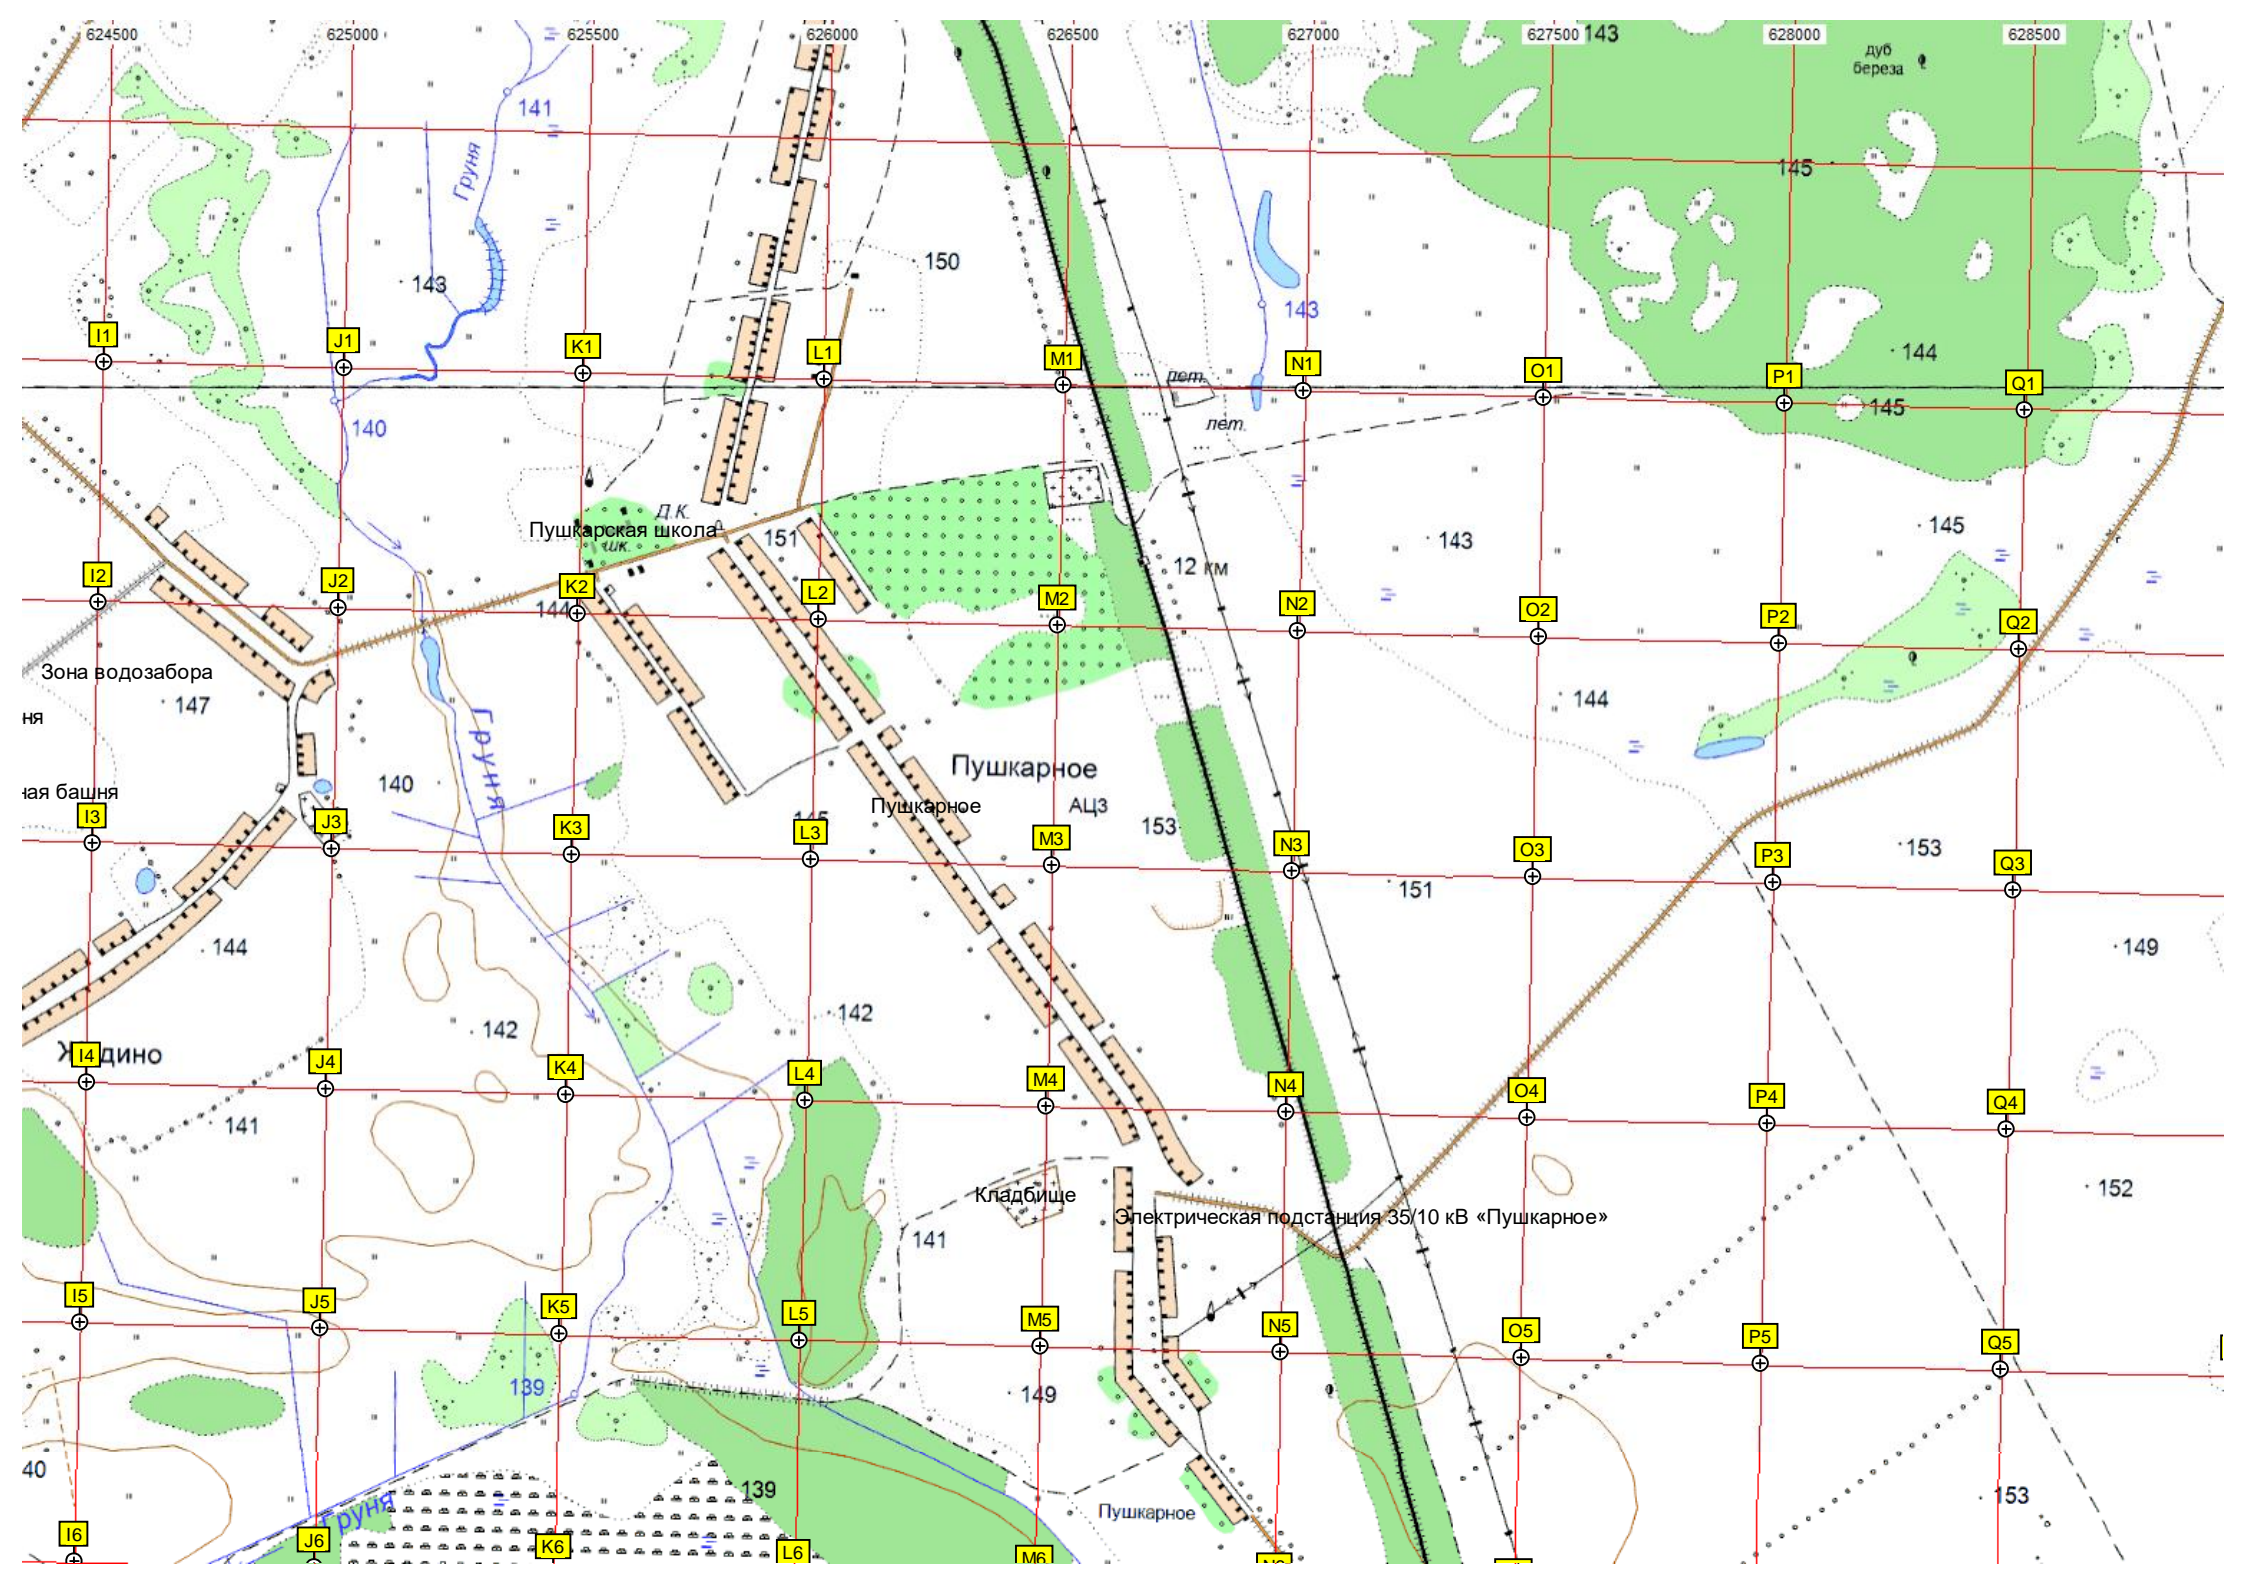 624500 625000 625500 626000 626500 627000 627500 143 628000 628500
дуб
береза
141
Груня
145
150
143
143
I1 J1 K1 L1 M1 N1 O1 P1 Q1
144
лет.
145
140
лет.
Д.К.
Пушкарская школа
шк.
151
143
145
12 км
I2 J2 K2 L2 M2 N2 O2 P2 Q2
144
Зона водозабора
147
144
ня
Груня
Пушкарное
140
ная башня
Пушкарное
АЦЗ
145
153
153
I3 J3 K3 L3 M3 N3 O3 P3 Q3
151
144
149
142
142
I4 J4 K4 L4 M4 N4 O4 P4 Q4
дино
141
152
Кладбище
Электрическая подстанция 35/10 кВ «Пушкарное»
141
I5 J5 K5 L5 M5 N5 O5 P5 Q5
139
149
40
139
153
Груня
Пушкарное
I6 J6 K6 L6 M6